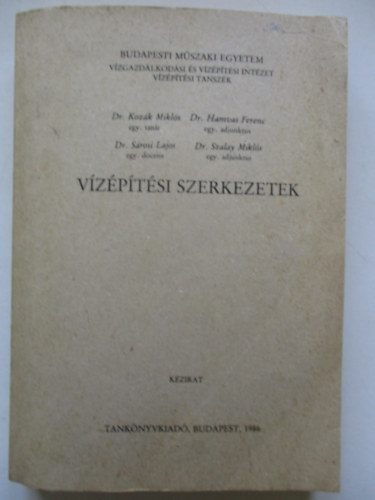 BUDAPESTI MŰSZAKI EGYETEM
VÍZGAZDÁLKODÁSI ÉS VÍZÉPÍTÉSI INTÉZET
VÍZÉPÍTÉSI TANSZÉK
Dr. Kozák Miklós Dr. Hamvas Ferenc
egy. tanár egy. adjunktus
Dr. Sármi Lajos Dr. Szalay Miklós
egy. docens egy. adjunktus
VÍZÉPÍTÉSI SZERKEZETEK
KÉZIRAT
TANKÖNYVKIADÓ, BUDAPEST, 1986